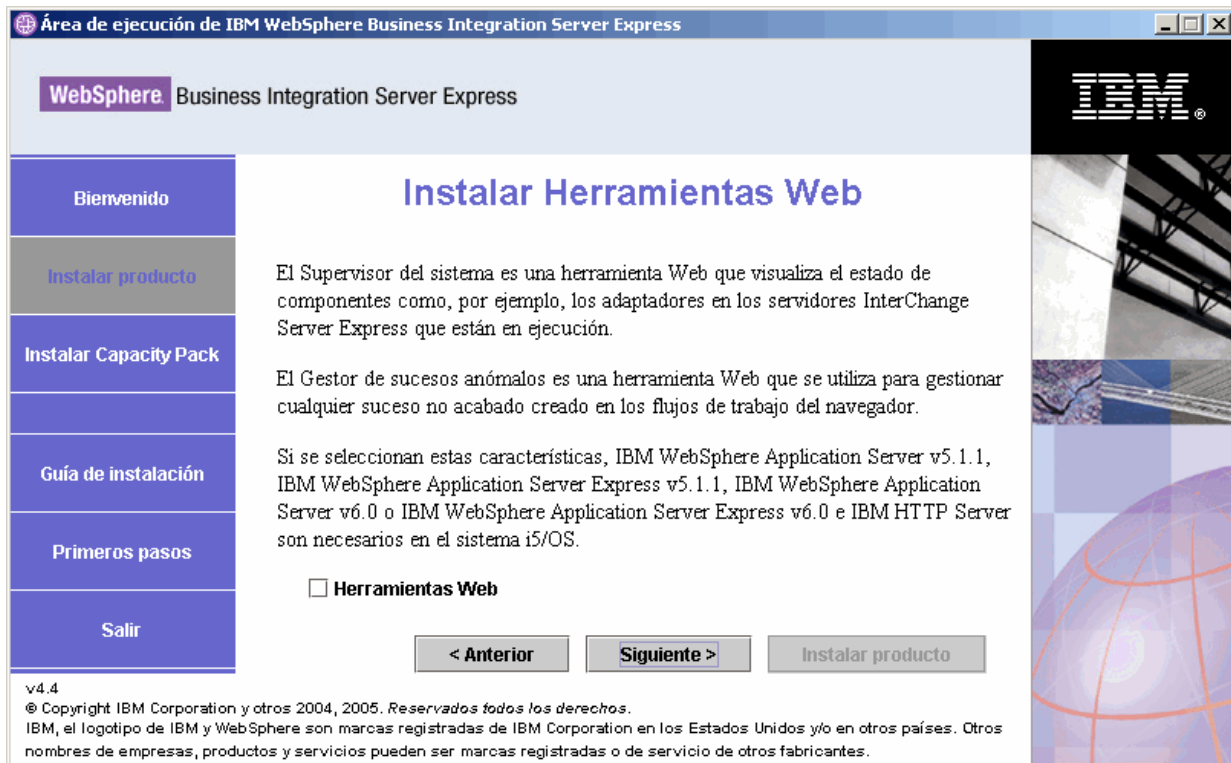 Área de ejecución de IBM WebSphere Business Integration Server Express
WebSphere. Business Integration Server Express
IBM®
Bienvenido
Instalar producto
Instalar Capacity Pack
Guía de instalación
Primeros pasos
Salir
Instalar Herramientas Web
El Supervisor del sistema es una herramienta Web que visualiza el estado de
componentes como, por ejemplo, los adaptadores en los servidores InterChange
Server Express que están en ejecución.
El Gestor de sucesos anómalos es una herramienta Web que se utiliza para gestionar
cualquier suceso no acabado creado en los flujos de trabajo del navegador.
Si se seleccionan estas características, IBM WebSphere Application Server v5.1.1,
IBM WebSphere Application Server Express v5.1.1, IBM WebSphere Application
Server v6.0 o IBM WebSphere Application Server Express v6.0 e IBM HTTP Server
son necesarios en el sistema i5/OS.
Herramientas Web
< Anterior
Siguiente >
Instalar producto
v4.4
© Copyright IBM Corporation y otros 2004, 2005. Reservados todos los derechos.
IBM, el logotipo de IBM y WebSphere son marcas registradas de IBM Corporation en los Estados Unidos y/o en otros países. Otros
nombres de empresas, productos y servicios pueden ser marcas registradas o de servicio de otros fabricantes.